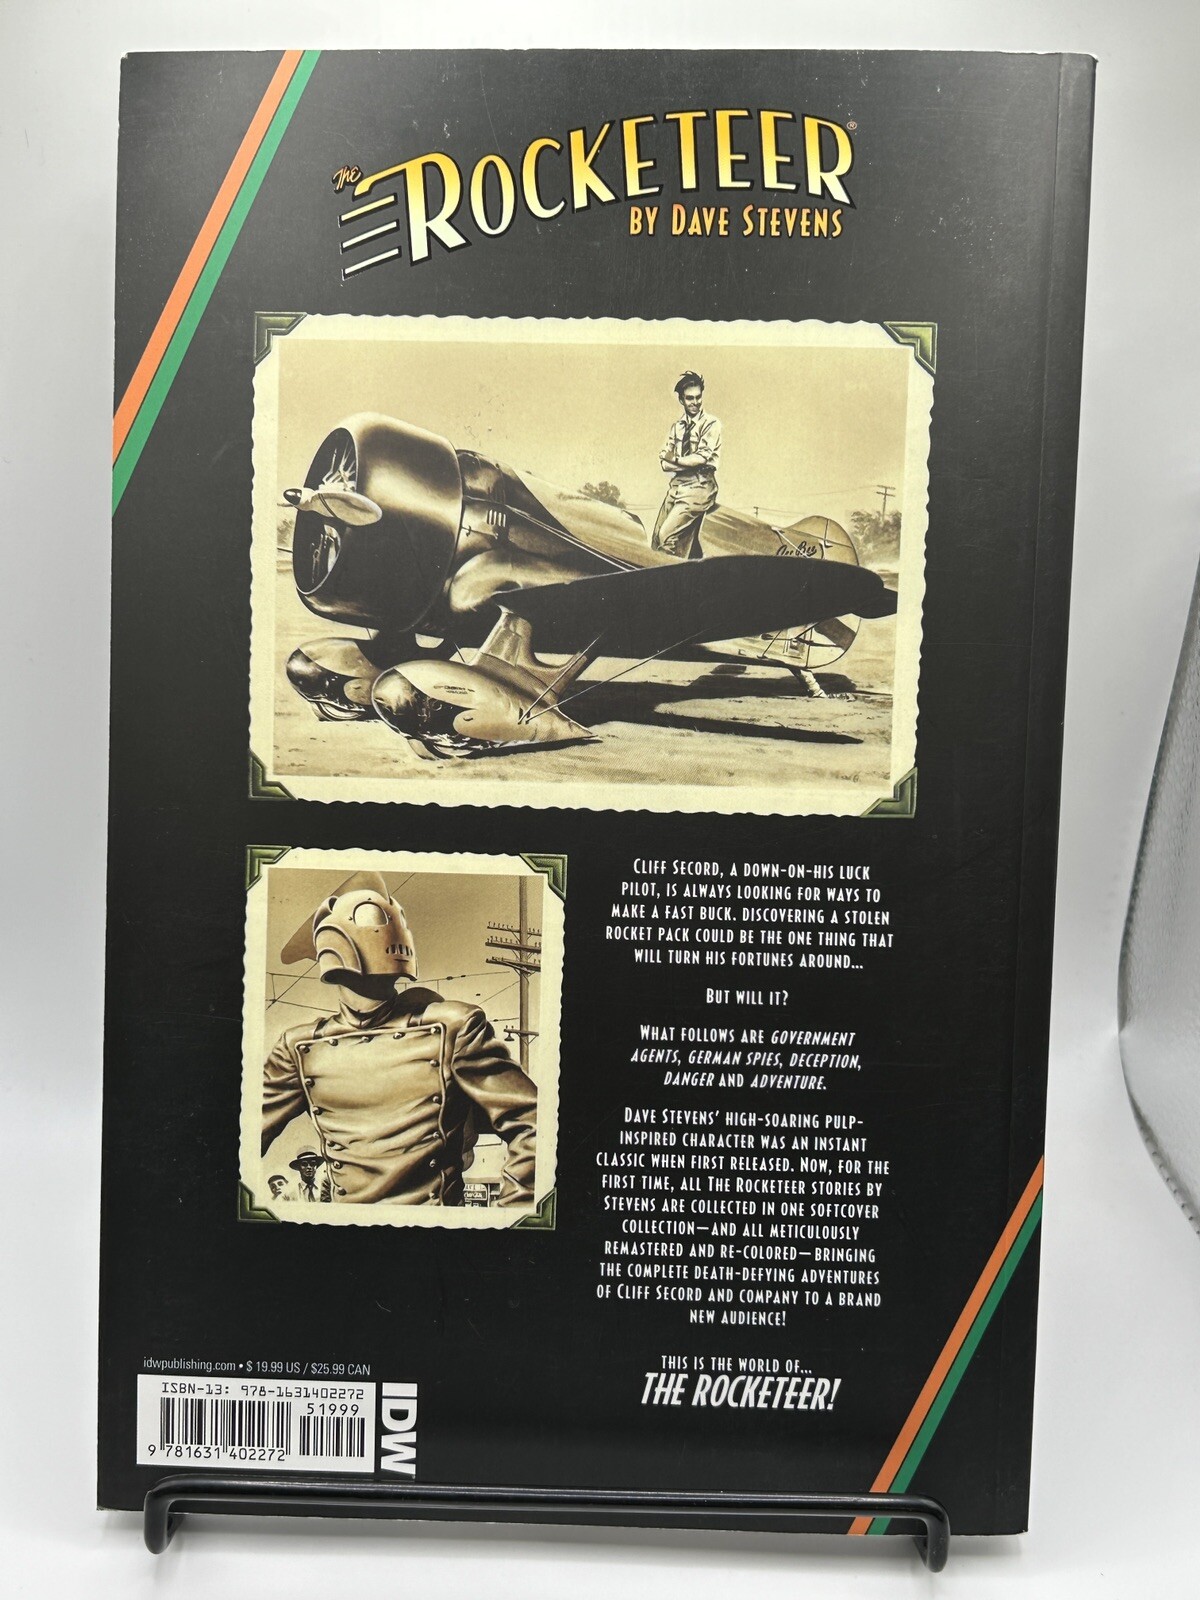 The
ROCKETEER®
BY DAVE STEVENS
Gee Bee
CLIFF SECORD, A DOWN-ON-HIS LUCK
PILOT, IS ALWAYS LOOKING FOR WAYS TO
MAKE A FAST BUCK. DISCOVERING A STOLEN
ROCKET PACK COULD BE THE ONE THING THAT
WILL TURN HIS FORTUNES AROUND...
BUT WILL IT?
WHAT FOLLOWS ARE GOVERNMENT
AGENTS, GERMAN SPIES, DECEPTION,
DANGER AND ADVENTURE.
DAVE STEVENS' HIGH-SOARING PULP-
INSPIRED CHARACTER WAS AN INSTANT
CLASSIC WHEN FIRST RELEASED. NOW, FOR THE
FIRST TIME, ALL THE ROCKETEER STORIES BY
STEVENS ARE COLLECTED IN ONE SOFTCOVER
COLLECTION—AND ALL METICULOUSLY
REMASTERED AND RE-COLORED—BRINGING
THE COMPLETE DEATH-DEFYING ADVENTURES
OF CLIFF SECORD AND COMPANY TO A BRAND
NEW AUDIENCE!
THIS IS THE WORLD OF...
THE ROCKETEER!
idwpublishing.com • $ 19.99 US / $25.99 CAN
ISBN-13: 978-1631402272
51999
9 781631 402272
IDW